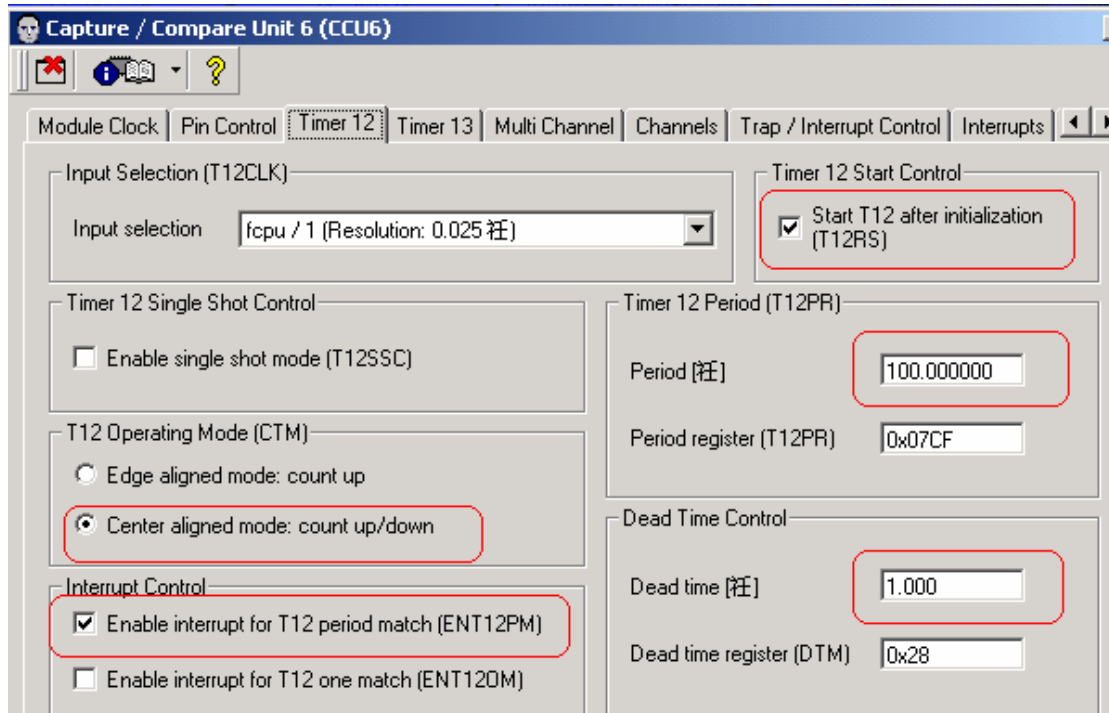 Capture / Compare Unit 6 (CCU6)
Module Clock
Pin Control
Timer 12
Timer 13
Multi Channel
Channels
Trap / Interrupt Control
Interrupts
Input Selection (T12CLK)
Input selection
fcpu / 1 (Resolution: 0.025 祄)
Timer 12 Start Control
Start T12 after initialization
(T12RS)
Timer 12 Single Shot Control
Enable single shot mode (T12SSC)
Timer 12 Period (T12PR)
Period [祄]
100.000000
Period register (T12PR)
0x07CF
T12 Operating Mode (CTM)
Edge aligned mode: count up
Center aligned mode: count up/down
Dead Time Control
Dead time [祄]
1.000
Dead time register (DTM)
0x28
Interrupt Control
Enable interrupt for T12 period match (ENT12PM)
Enable interrupt for T12 one match (ENT12OM)